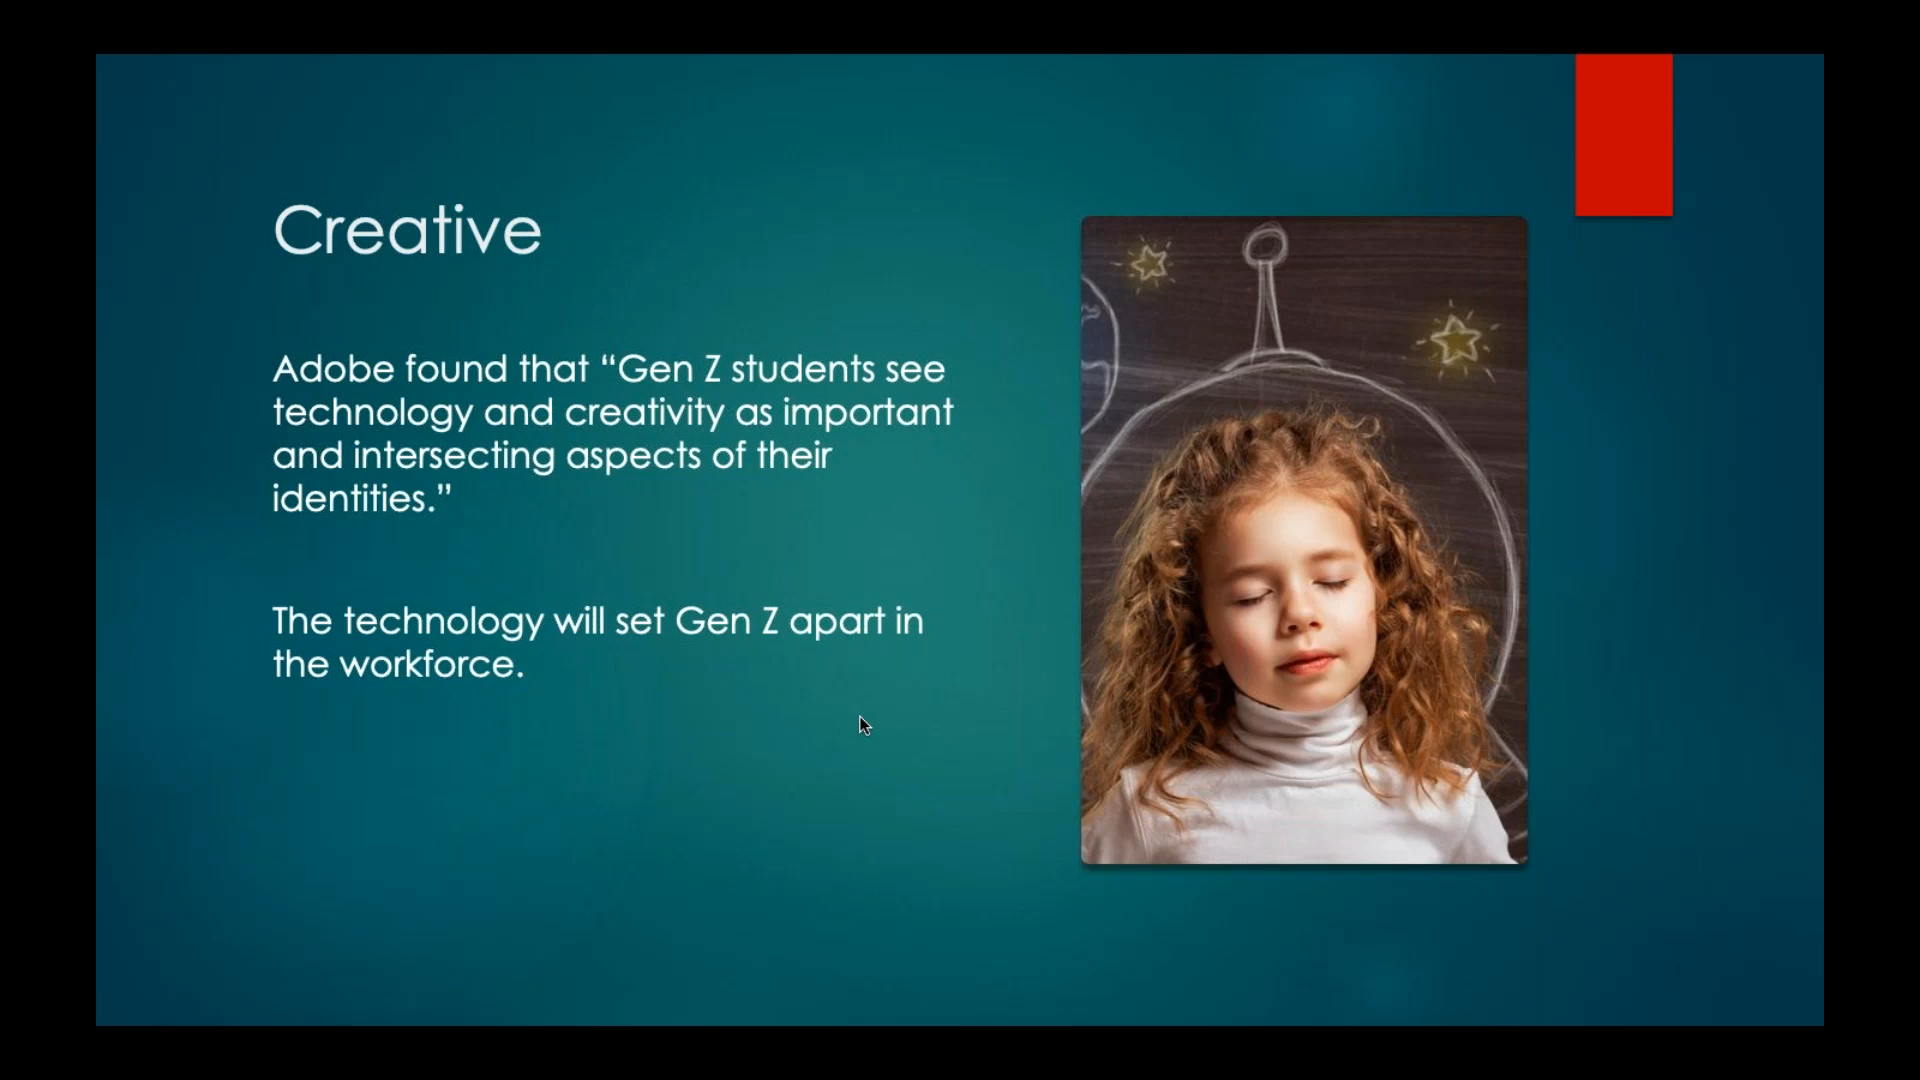 Creative
Adobe found that “Gen Z students see
technology and creativity as important
and intersecting aspects of their
identities.”
The technology will set Gen Z apart in
the workforce.